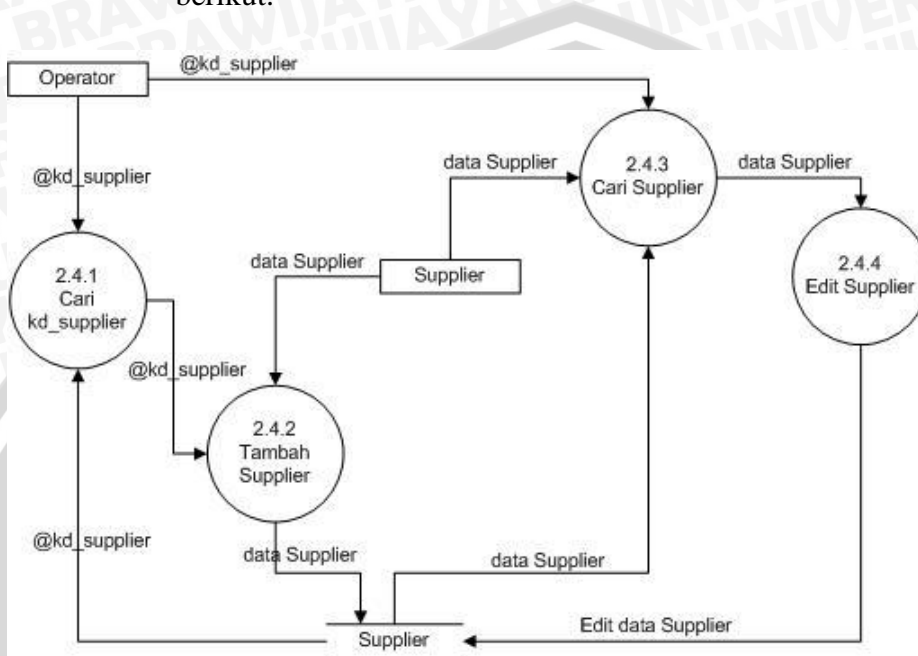 berikut:
@kd_supplier
Operator
@kd_supplier
data Supplier
2.4.3
Cari Supplier
data Supplier
2.4.1
Cari
kd_supplier
data Supplier
Supplier
2.4.4
Edit Supplier
@kd_supplier
2.4.2
Tambah
Supplier
@kd_supplier
data Supplier
data Supplier
Supplier
Edit data Supplier